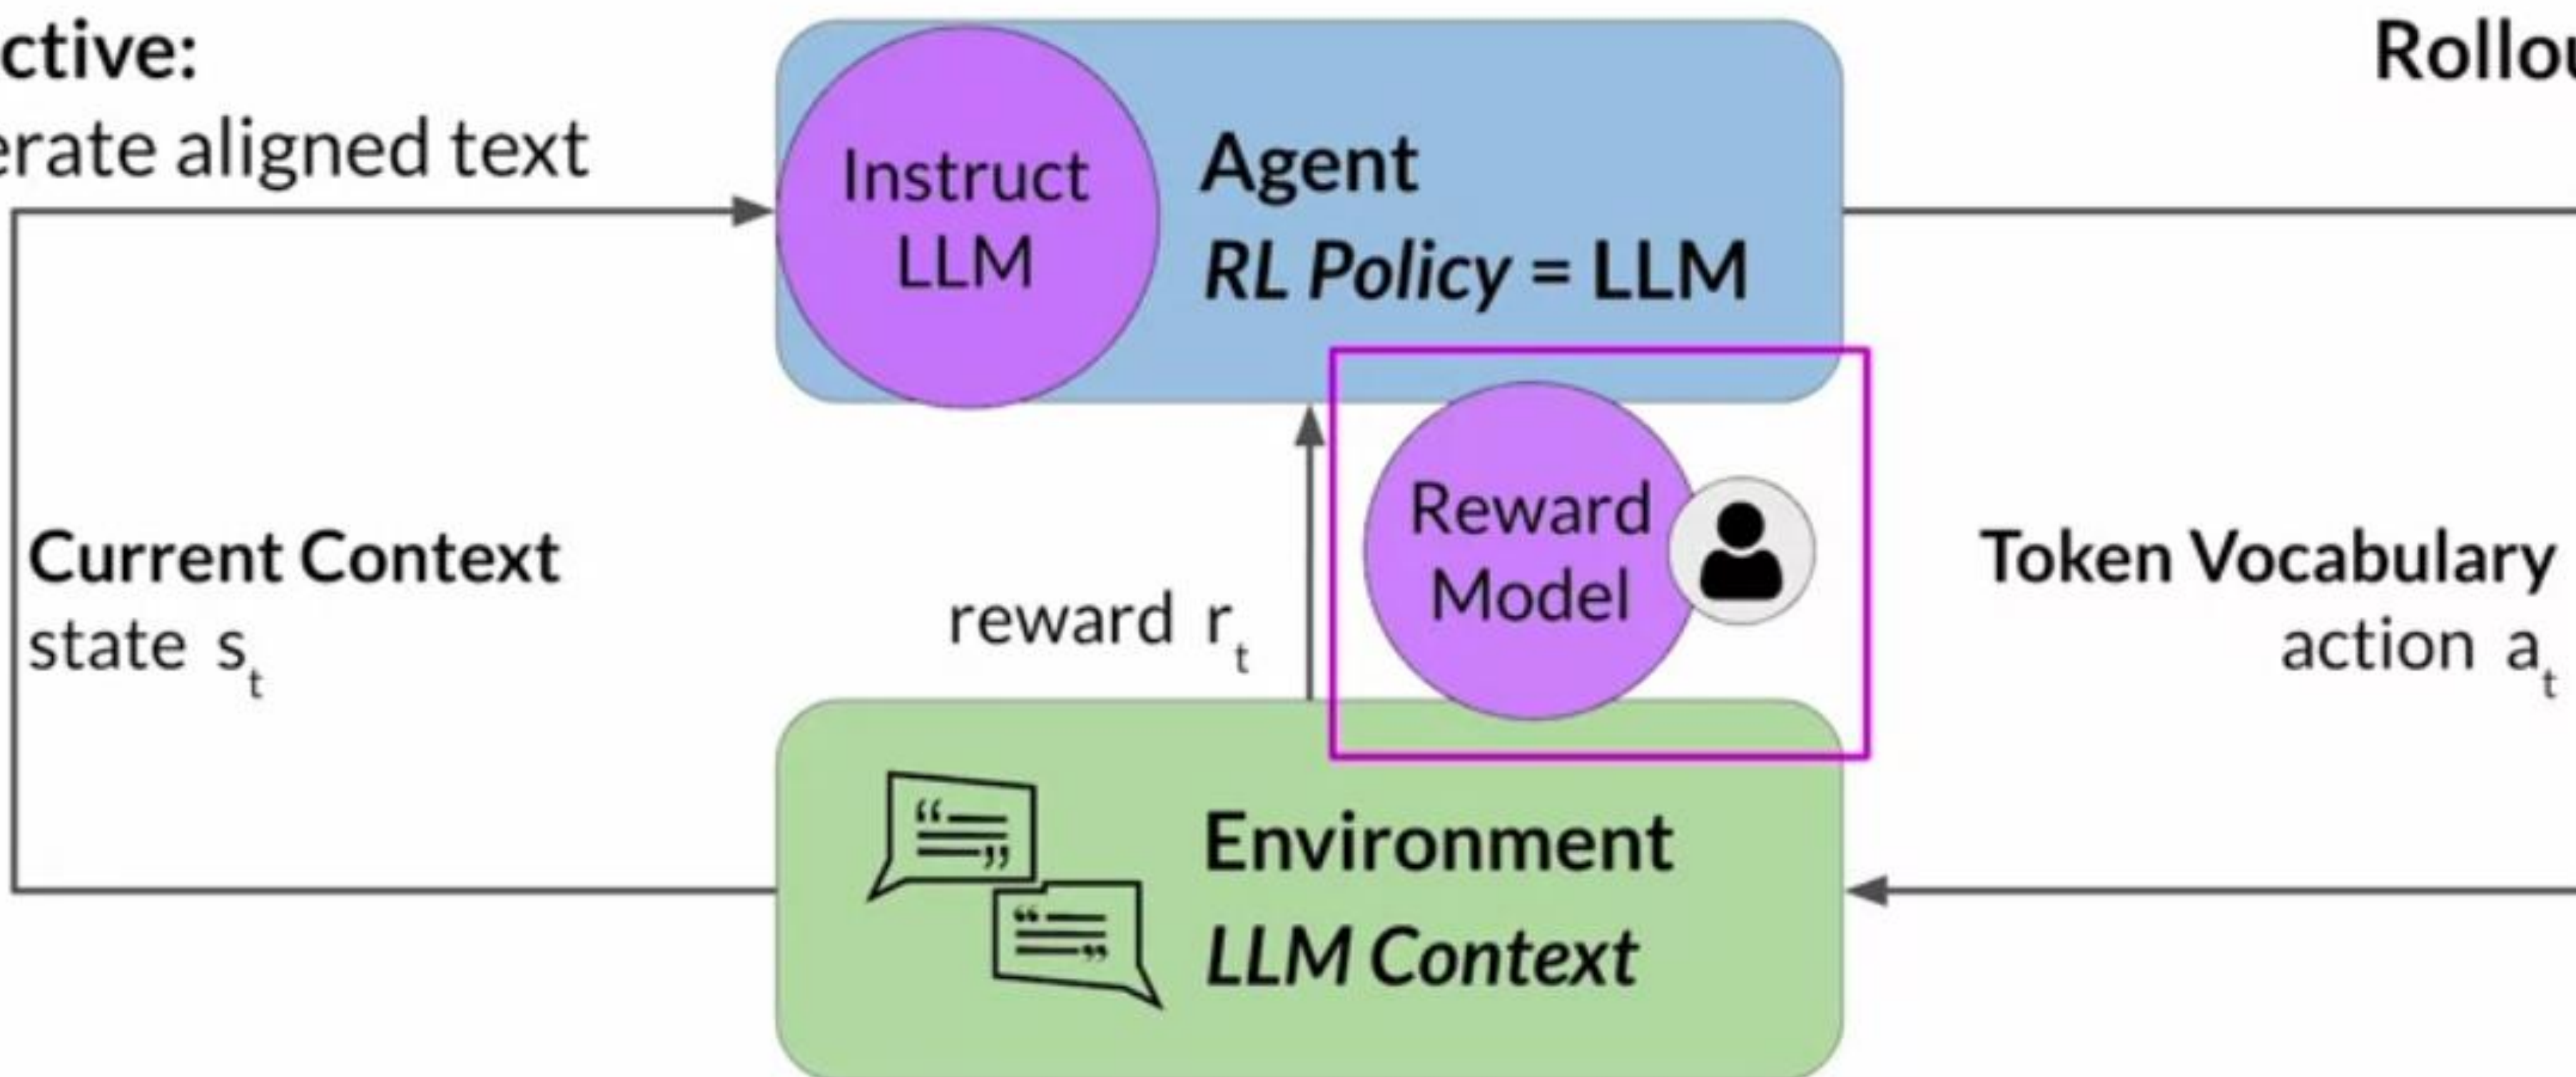 ctive:
erate aligned text
Rollou
Instruct
LLM
Agent
RL Policy = LLM
Current Context
state s_t
reward r_t
Reward
Model
Token Vocabulary
action a_t
Environment
LLM Context